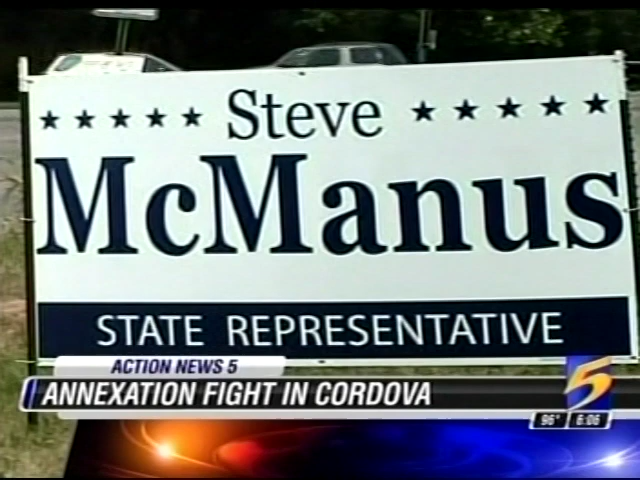 ★★★★★ Steve ★★★★★
McManus
STATE REPRESENTATIVE
ACTION NEWS 5
ANNEXATION FIGHT IN CORDOVA
5
96° 6:06